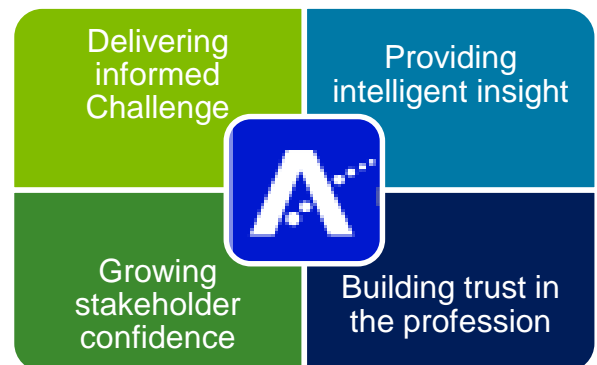 Delivering
informed
Challenge
Providing
intelligent insight
Growing
stakeholder
confidence
Building trust in
the profession